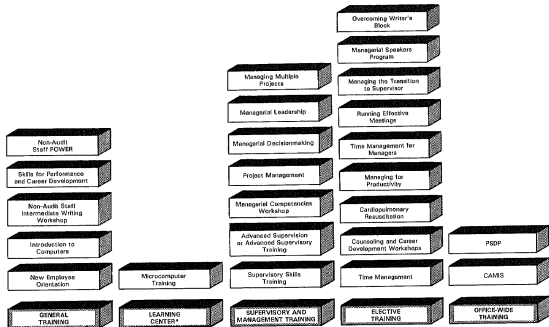 Overcoming Writer's
Block
Managerial Speakers
Program
Managing Multiple
Projects
Managing the Transition
to Supervisor
Managerial Leadership
Running Effective
Meetings
Non-Audit
Staff POWER
Managerial Decisionmaking
Time Management for
Managers
Skills for Performance
and Career Development
Project Management
Managing for
Productivity
Non-Audit Staff
Intermediate Writing
Workshop
Managerial Competencies
Workshop
Cardiopulmonary
Resuscitation
Introduction to
Computers
Advanced Supervision
or Advanced Supervisory
Training
Counseling and Career
Development Workshops
PSDP
New Employee
Orientation
Microcomputer
Training
Supervisory Skills
Training
Time Management
CAMIS
GENERAL
TRAINING
LEARNING
CENTER*
SUPERVISORY AND
MANAGEMENT TRAINING
ELECTIVE
TRAINING
OFFICE-WIDE
TRAINING